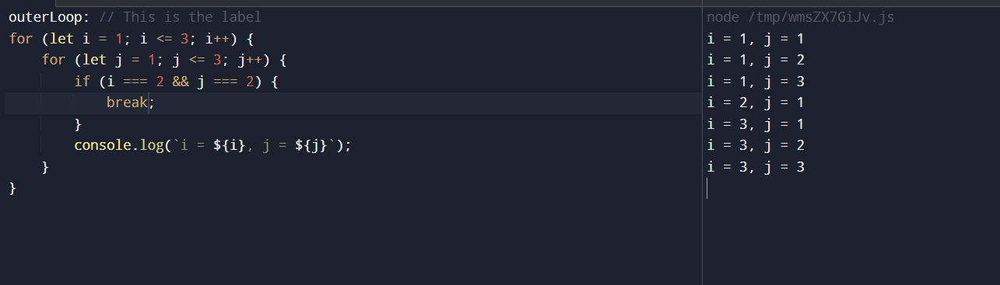 outerLoop: // This is the label
for (let i = 1; i <= 3; i++) {
    for (let j = 1; j <= 3; j++) {
        if (i === 2 && j === 2) {
            break;
        }
        console.log(`i = ${i}, j = ${j}`);
    }
}
node /tmp/wmsZX7GiJv.js
i = 1, j = 1
i = 1, j = 2
i = 1, j = 3
i = 2, j = 1
i = 3, j = 1
i = 3, j = 2
i = 3, j = 3